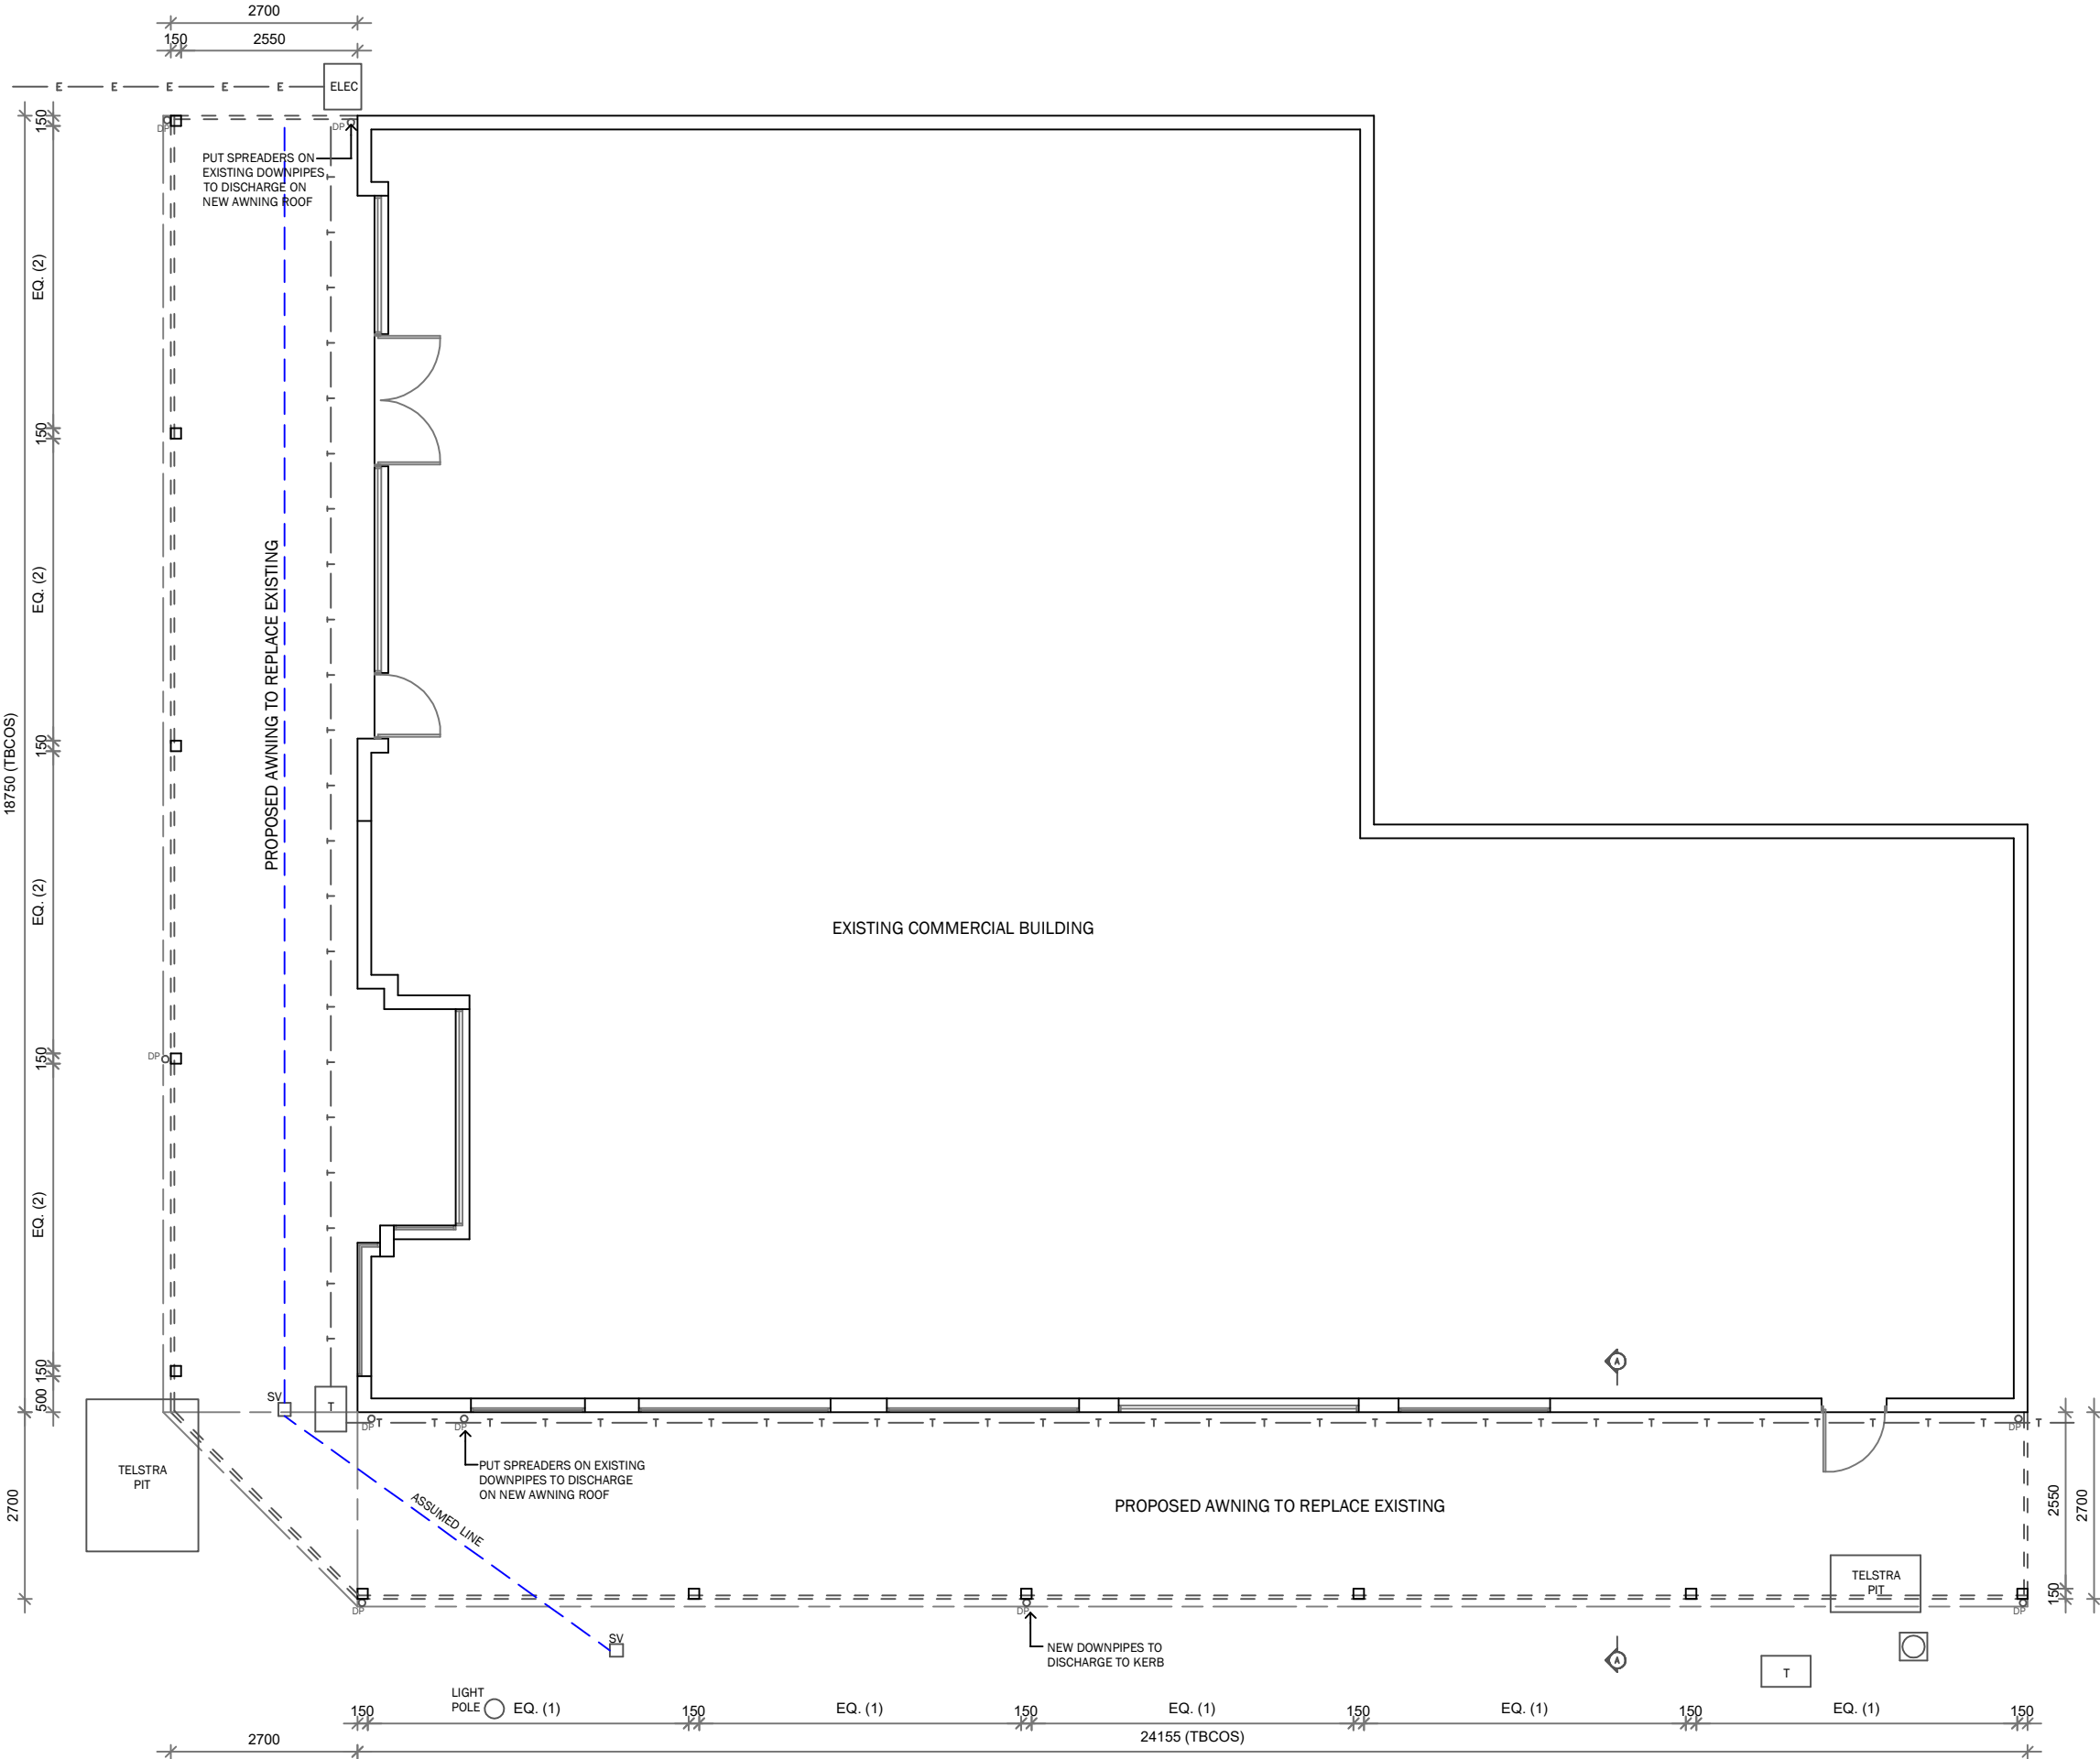 2700
150 2550
E E E E E ELEC
DP
DP
PUT SPREADERS ON
EXISTING DOWNPIPES
TO DISCHARGE ON
NEW AWNING ROOF
150
EQ. (2)
150
EQ. (2)
150
EQ. (2)
150
EQ. (2)
150
500
18750 (TBCOS)
2700
PROPOSED AWNING TO REPLACE EXISTING
T T T T T T T T T T T T T T T T T T T T T T
DP
EXISTING COMMERCIAL BUILDING
A
SV
T
DP
DP
T T T T T T T T T T T T T T T T T T T T T T T T T T T T T T T
DP
TELSTRA
PIT
PUT SPREADERS ON EXISTING
DOWNPIPES TO DISCHARGE
ON NEW AWNING ROOF
ASSUMED LINE
PROPOSED AWNING TO REPLACE EXISTING
2550
150
2700
TELSTRA
PIT
DP
DP
DP
SV
NEW DOWNPIPES TO
DISCHARGE TO KERB
A
T
LIGHT
POLE
150 EQ. (1) 150 EQ. (1) 150 EQ. (1) 150 EQ. (1) 150 EQ. (1) 150
2700 24155 (TBCOS)